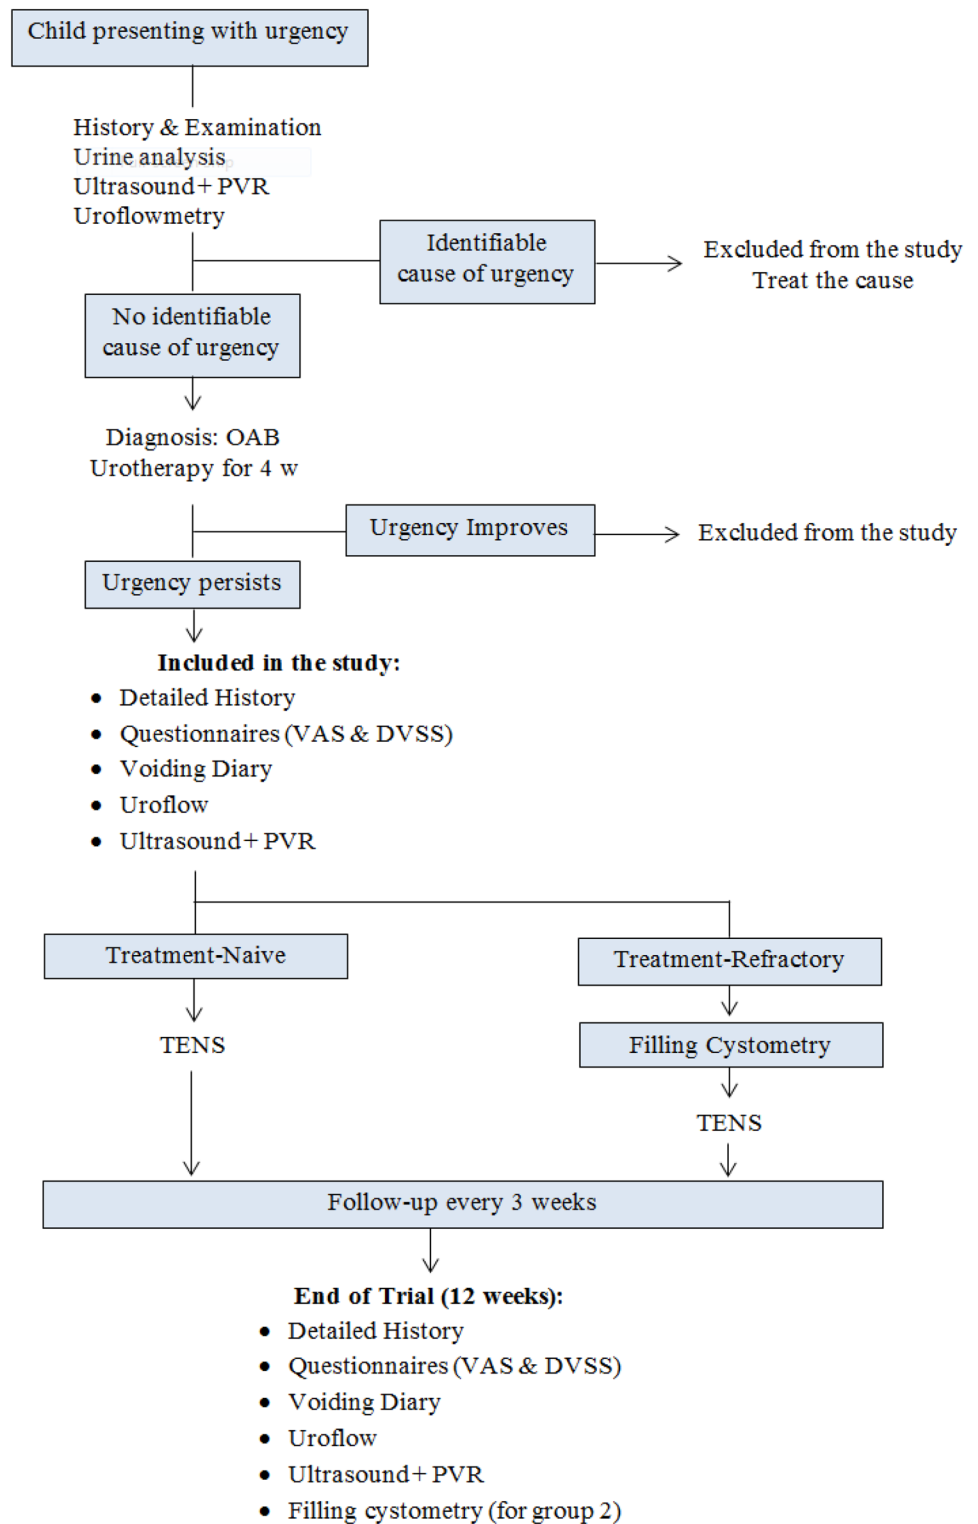 Child presenting with urgency
History & Examination
Urine analysis
Ultrasound+ PVR
Uroflowmetry
Identifiable
cause of urgency
Excluded from the study
Treat the cause
No identifiable
cause of urgency
Diagnosis: OAB
Urotherapy for 4 w
Urgency Improves
Excluded from the study
Urgency persists
Included in the study:
• Detailed History
• Questionnaires (VAS & DVSS)
• Voiding Diary
• Uroflow
• Ultrasound+ PVR
Treatment-Naive
Treatment-Refractory
TENS
Filling Cystometry
TENS
Follow-up every 3 weeks
End of Trial (12 weeks):
• Detailed History
• Questionnaires (VAS & DVSS)
• Voiding Diary
• Uroflow
• Ultrasound+ PVR
• Filling cystometry (for group 2)